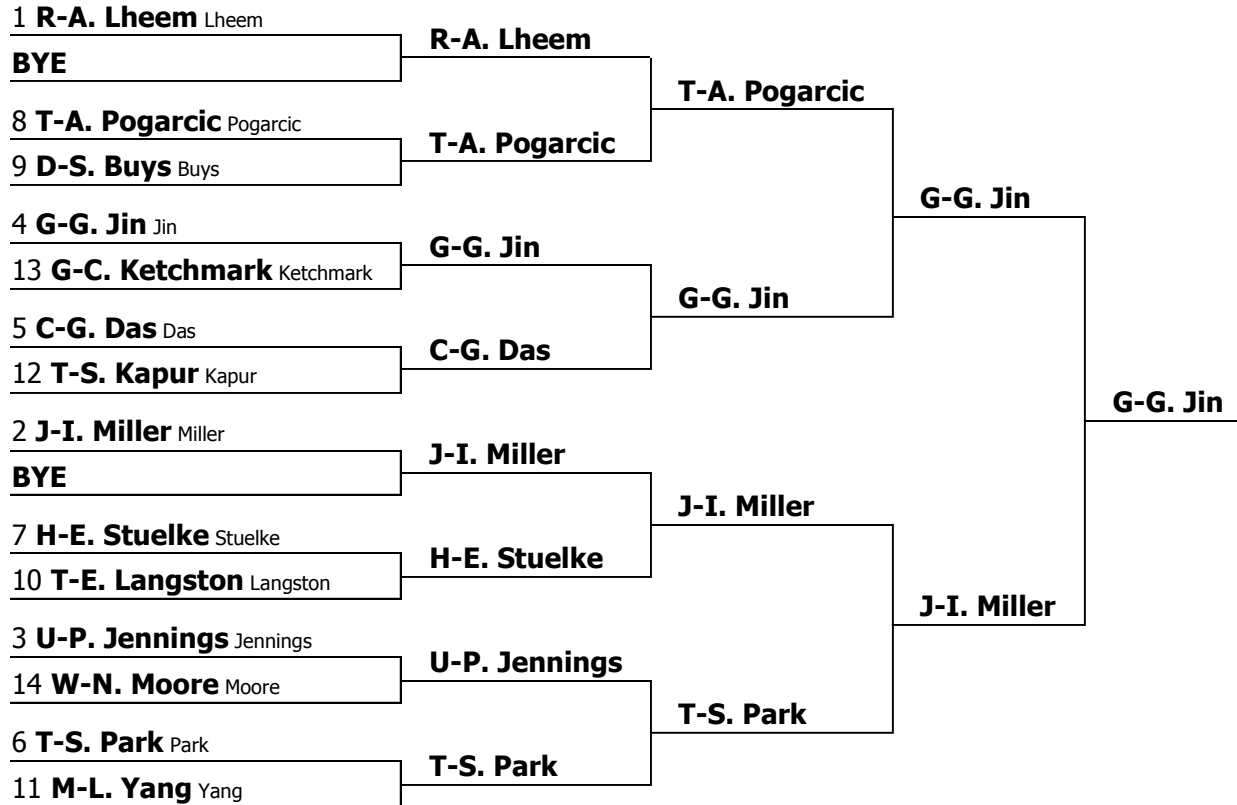 1 R-A. Lheem Lheem
BYE
8 T-A. Pogarcic Pogarcic
9 D-S. Buys Buys
4 G-G. Jin Jin
13 G-C. Ketchmark Ketchmark
5 C-G. Das Das
12 T-S. Kapur Kapur
2 J-I. Miller Miller
BYE
7 H-E. Stuelke Stuelke
10 T-E. Langston Langston
3 U-P. Jennings Jennings
14 W-N. Moore Moore
6 T-S. Park Park
11 M-L. Yang Yang
R-A. Lheem
T-A. Pogarcic
G-G. Jin
C-G. Das
J-I. Miller
H-E. Stuelke
U-P. Jennings
T-S. Park
T-A. Pogarcic
G-G. Jin
J-I. Miller
T-S. Park
G-G. Jin
J-I. Miller
G-G. Jin